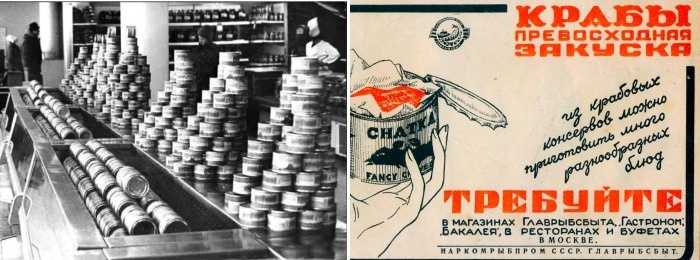 КРАБЫ
ПРЕВОСХОДНАЯ
ЗАКУСКА
из крабовых
консервов можно
приготовить много
разнообразных
блюд
CHATKA
FANCY
ТРЕБУЙТЕ
В МАГАЗИНАХ ГЛАВРЫБСБЫТА, „ГАСТРОНОМ",
„БАКАЛЕЯ", В РЕСТОРАНАХ И БУФЕТАХ
В МОСКВЕ.
НАРКОМРЫБПРОМ СССР. ГЛАВРЫБСБЫТ.